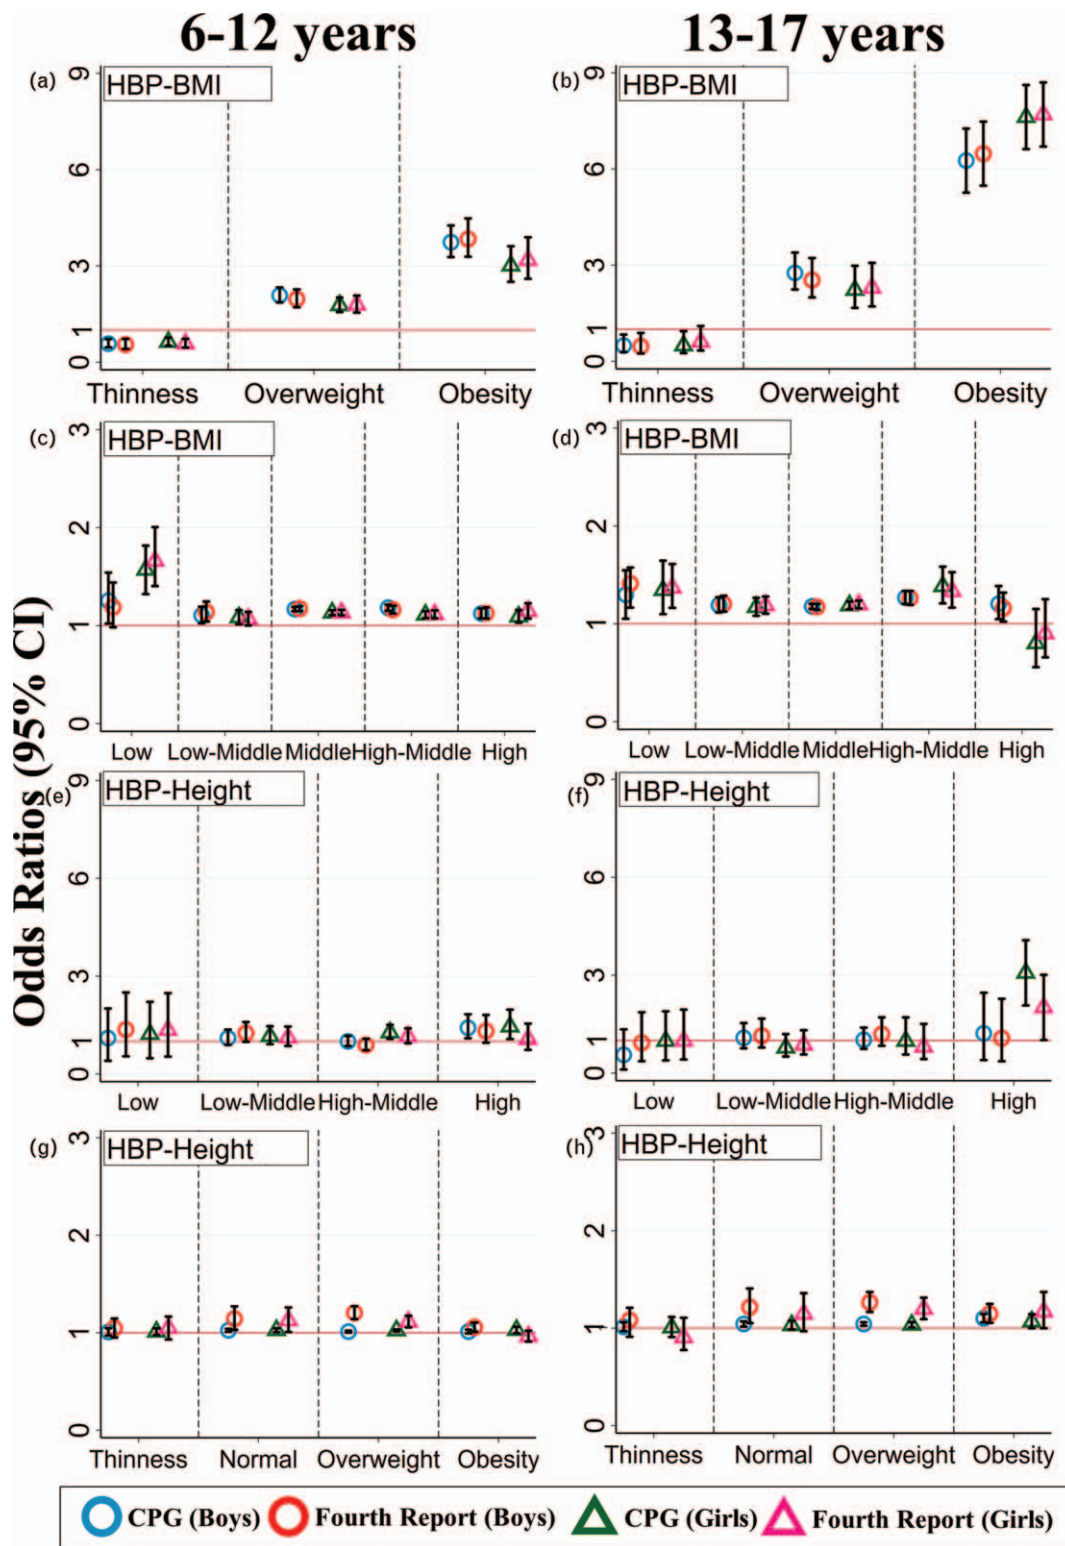 6-12 years 13-17 years
Odds Ratios (95% CI)
(a) HBP-BMI
9
6
3
1
0
Thinness Overweight Obesity
(b) HBP-BMI
9
6
3
1
0
Thinness Overweight Obesity
(c) HBP-BMI
3
2
1
0
Low Low-Middle Middle High-Middle High
(d) HBP-BMI
3
2
1
0
Low Low-Middle Middle High-Middle High
(e) HBP-Height
9
6
3
1
0
Low Low-Middle High-Middle High
(f) HBP-Height
9
6
3
1
0
Low Low-Middle High-Middle High
(g) HBP-Height
3
2
1
0
Thinness Normal Overweight Obesity
(h) HBP-Height
3
2
1
0
Thinness Normal Overweight Obesity
CPG (Boys) Fourth Report (Boys) CPG (Girls) Fourth Report (Girls)